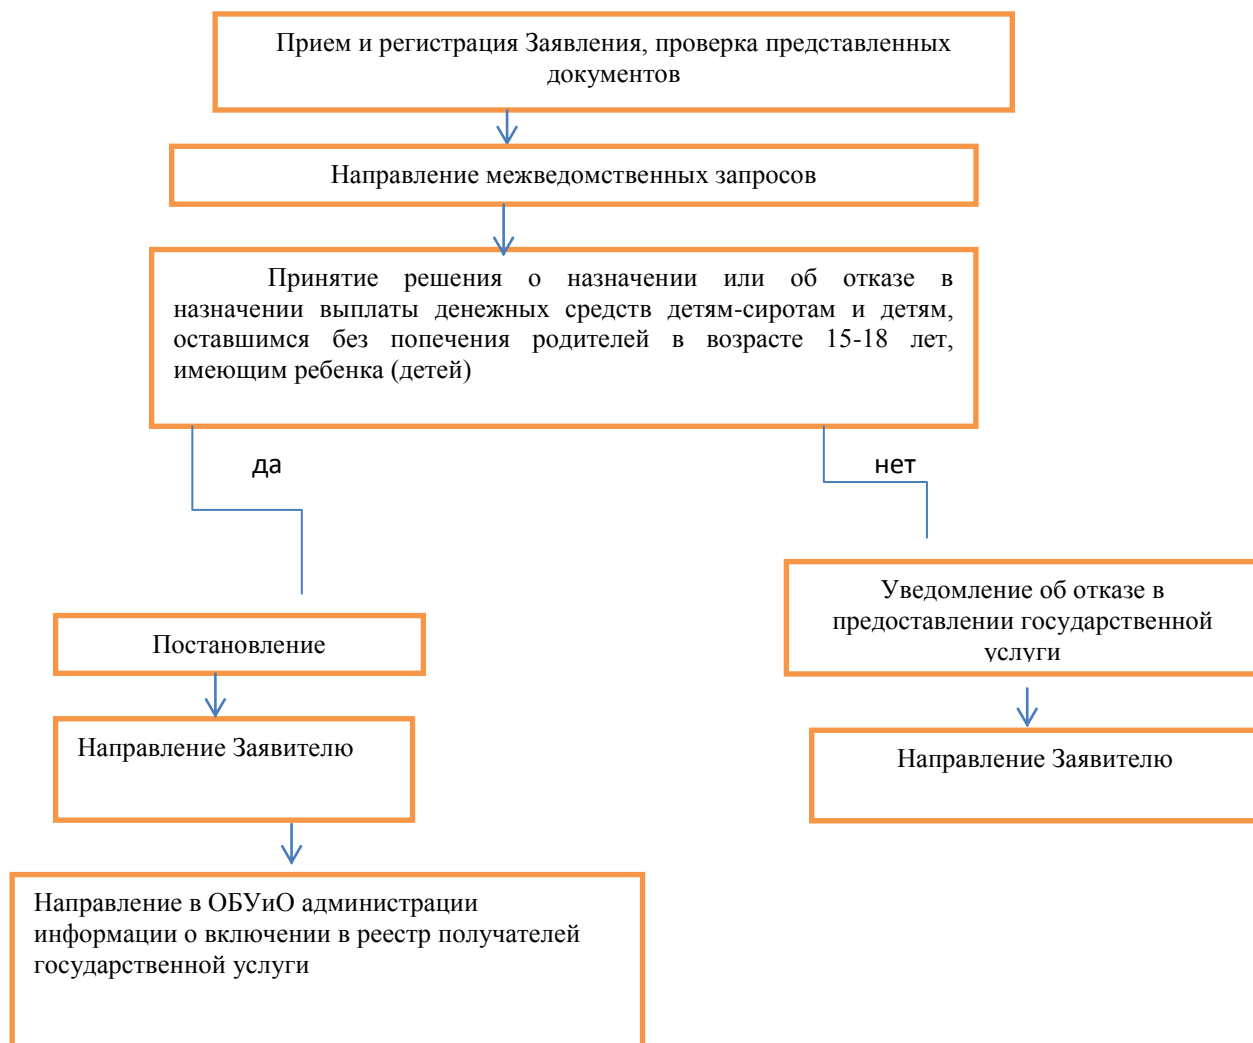 Прием и регистрация Заявления, проверка представленных
документов
Направление межведомственных запросов
Принятие решения о назначении или об отказе в
назначении выплаты денежных средств детям-сиротам и детям,
оставшимся без попечения родителей в возрасте 15-18 лет,
имеющим ребенка (детей)
да
нет
Уведомление об отказе в
предоставлении государственной
услуги
Постановление
Направление Заявителю
Направление Заявителю
Направление в ОБУиО администрации
информации о включении в реестр получателей
государственной услуги